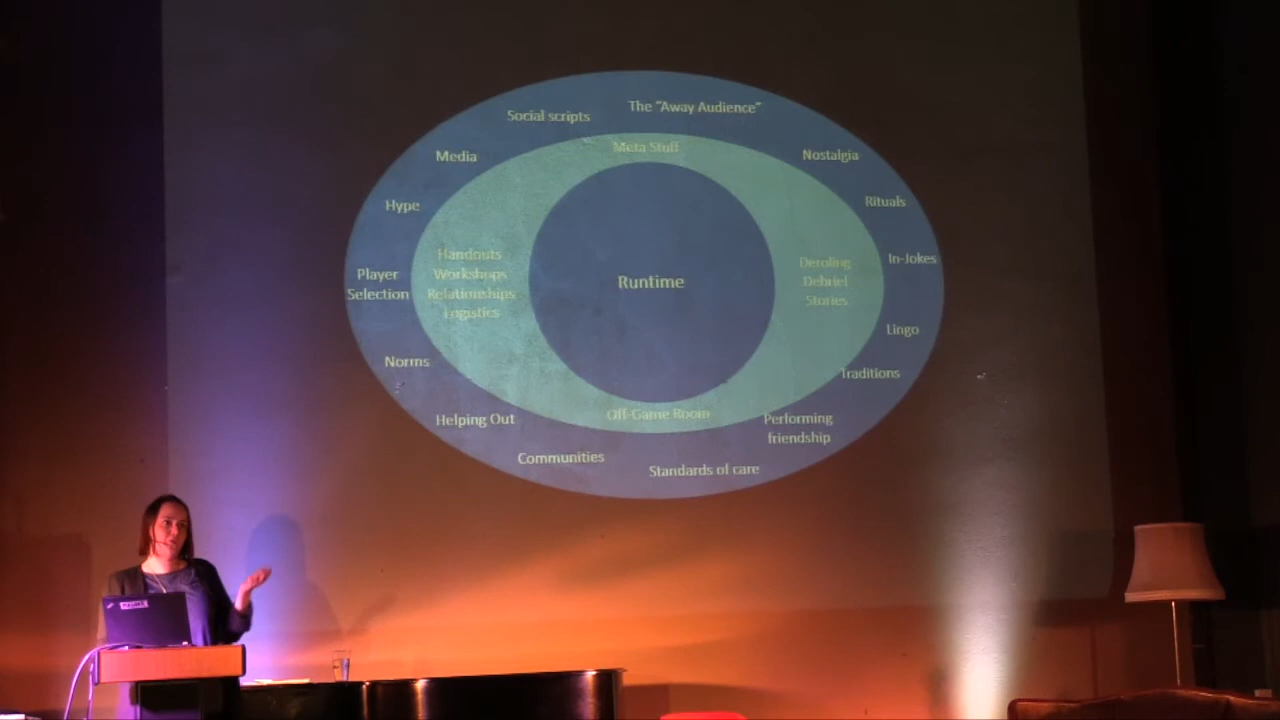 Social scripts
The "Away Audience"
Media
Meta Stuff
Nostalgia
Hype
Rituals
Player
Selection
Handouts
Workshops
Relationships
Logistics
Runtime
Deroling
Debrief
Stories
In-Jokes
Lingo
Norms
Traditions
Helping Out
Off-Game Room
Performing
friendship
Communities
Standards of care